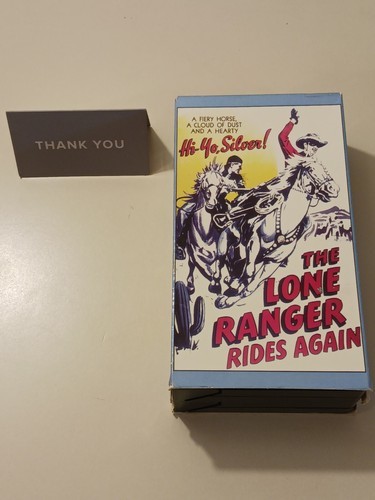 THANK YOU
A FIERY HORSE,
A CLOUD OF DUST
AND A HEARTY
Hi-Yo, Silver!
THE
LONE
RANGER
RIDES AGAIN